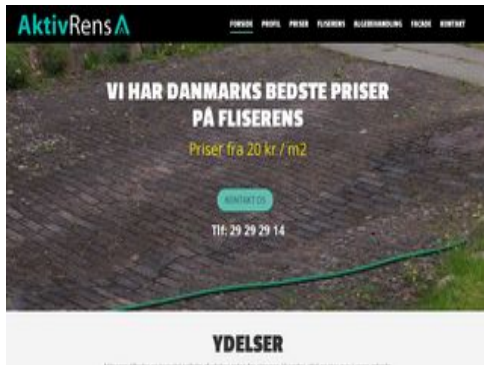 AktivRens
FORSIDE PROFIL PRISER FLISERENS ALGEBEHANDLING FACADE KONTAKT
VI HAR DANMARKS BEDSTE PRISER
PÅ FLISERENS
Priser fra 20 kr / m2
KONTAKT OS
Tlf: 29 29 29 14
YDELSER